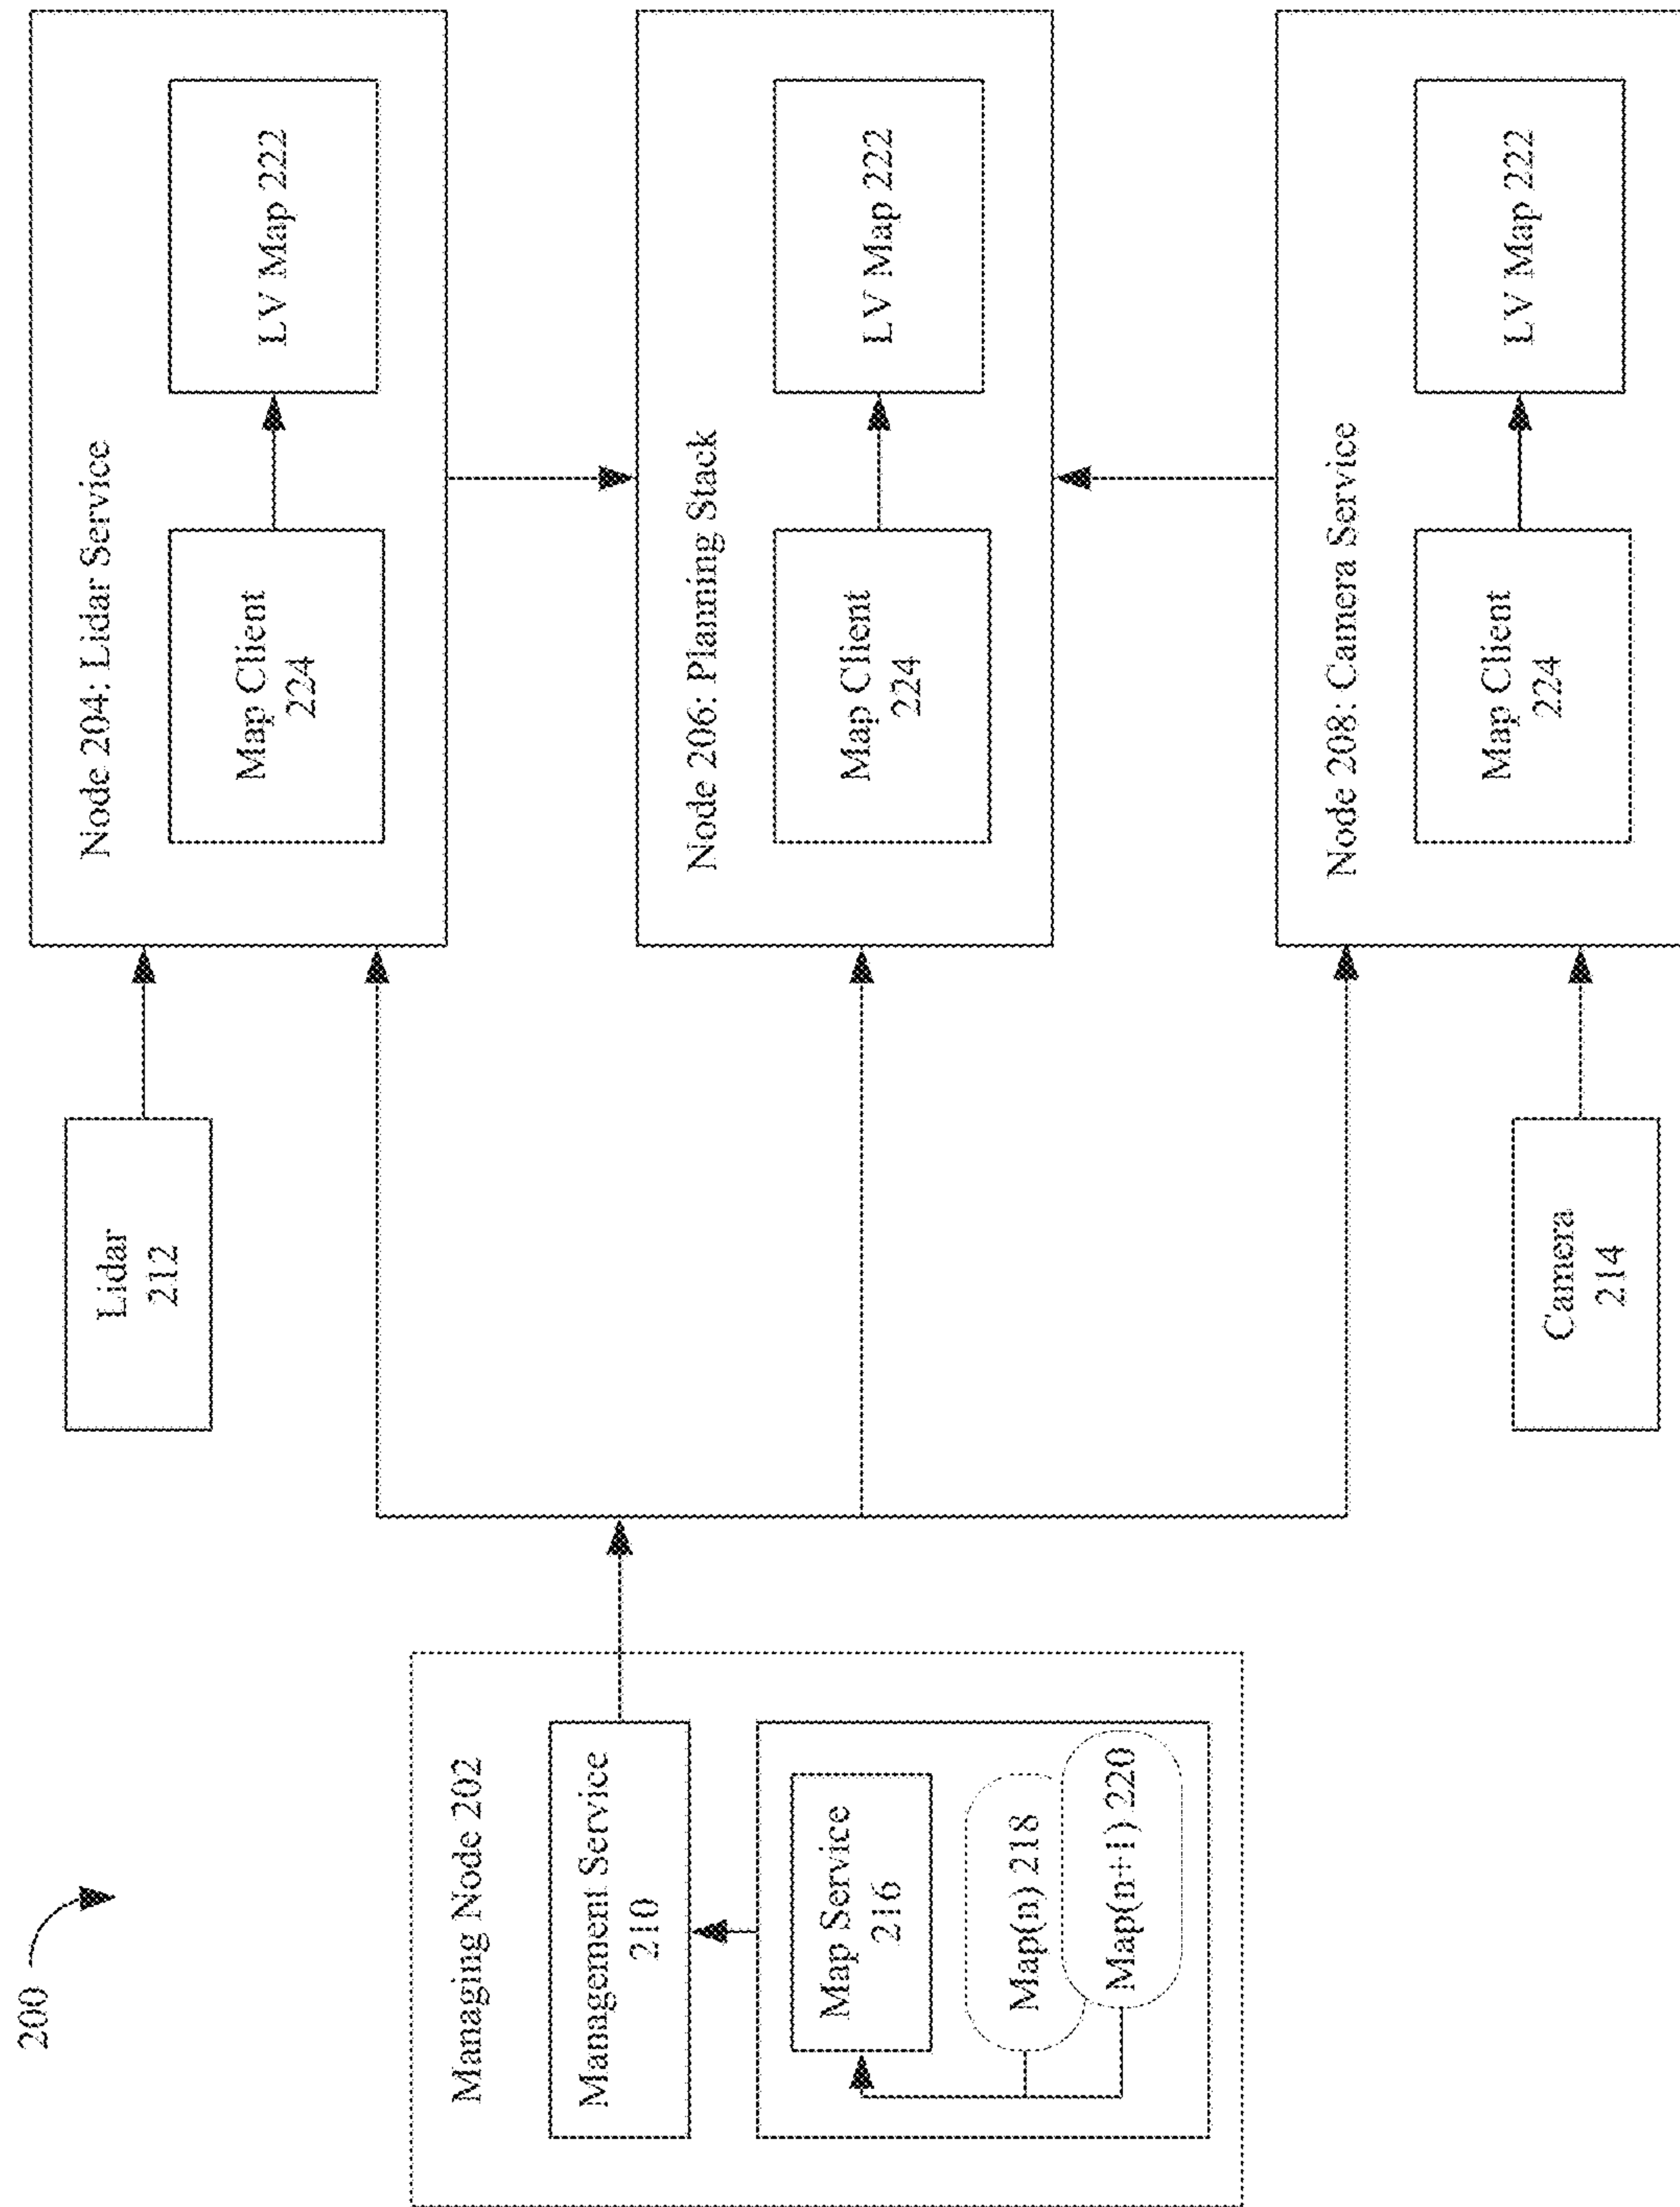 200
Managing Node 202
Management Service
210
Map Service
216
Map(n) 218
Map(n+1) 220
Lidar
212
Camera
214
Node 204: Lidar Service
Map Client
224
LV Map 222
Node 206: Planning Stack
Map Client
224
LV Map 222
Node 208: Camera Service
Map Client
224
LV Map 222